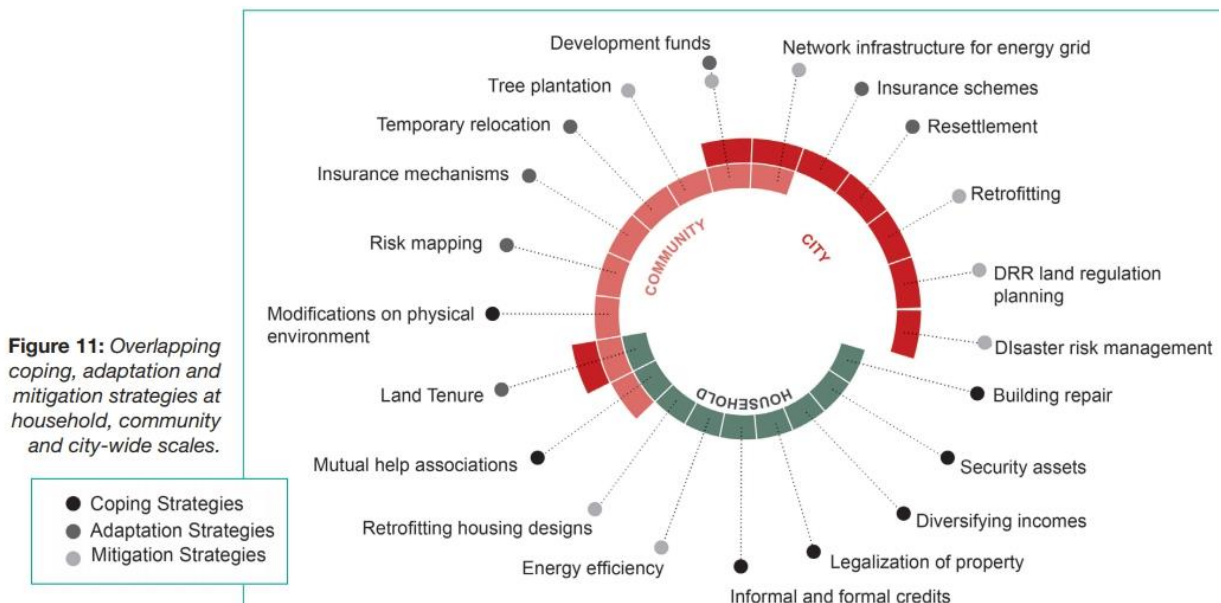 Development funds
Network infrastructure for energy grid
Tree plantation
Insurance schemes
Temporary relocation
Resettlement
Insurance mechanisms
Retrofitting
Risk mapping
COMMUNITY
CITY
DRR land regulation
planning
Modifications on physical
environment
DIsaster risk management
Figure 11: Overlapping
coping, adaptation and
mitigation strategies at
household, community
and city-wide scales.
Land Tenure
HOUSEHOLD
Building repair
Mutual help associations
Security assets
Coping Strategies
Adaptation Strategies
Mitigation Strategies
Retrofitting housing designs
Diversifying incomes
Energy efficiency
Legalization of property
Informal and formal credits